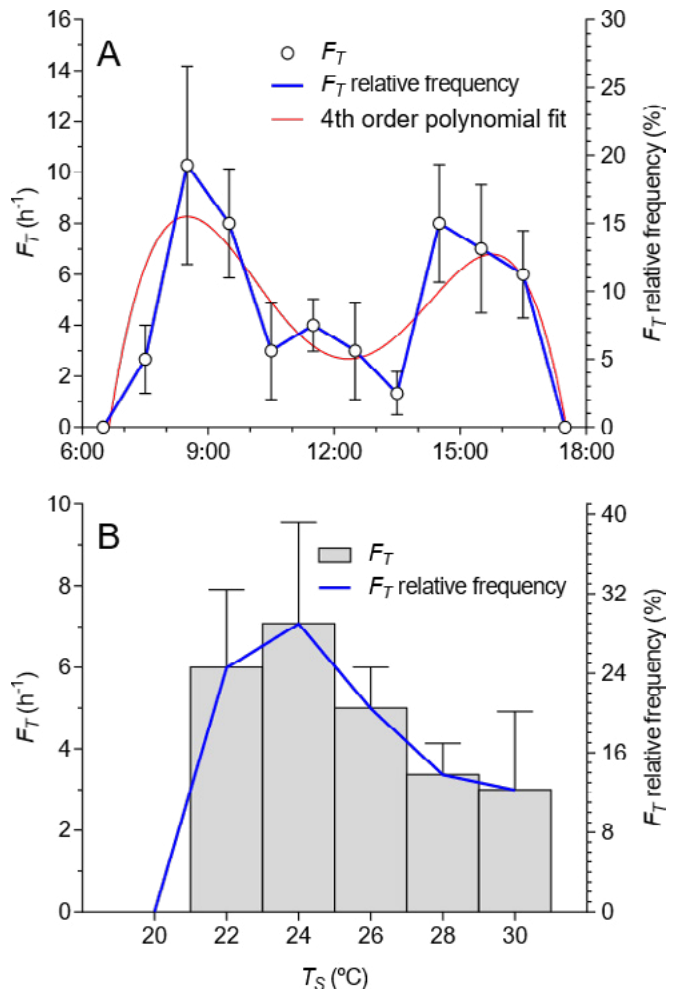 A
F_T
F_T relative frequency
4th order polynomial fit
16
14
12
10
8
6
4
2
0
F_T (h⁻¹)
30
25
20
15
10
5
0
F_T relative frequency (%)
6:00 9:00 12:00 15:00 18:00
B
F_T
F_T relative frequency
10
8
6
4
2
0
F_T (h⁻¹)
40
32
24
16
8
0
F_T relative frequency (%)
20 22 24 26 28 30
T_S (ºC)